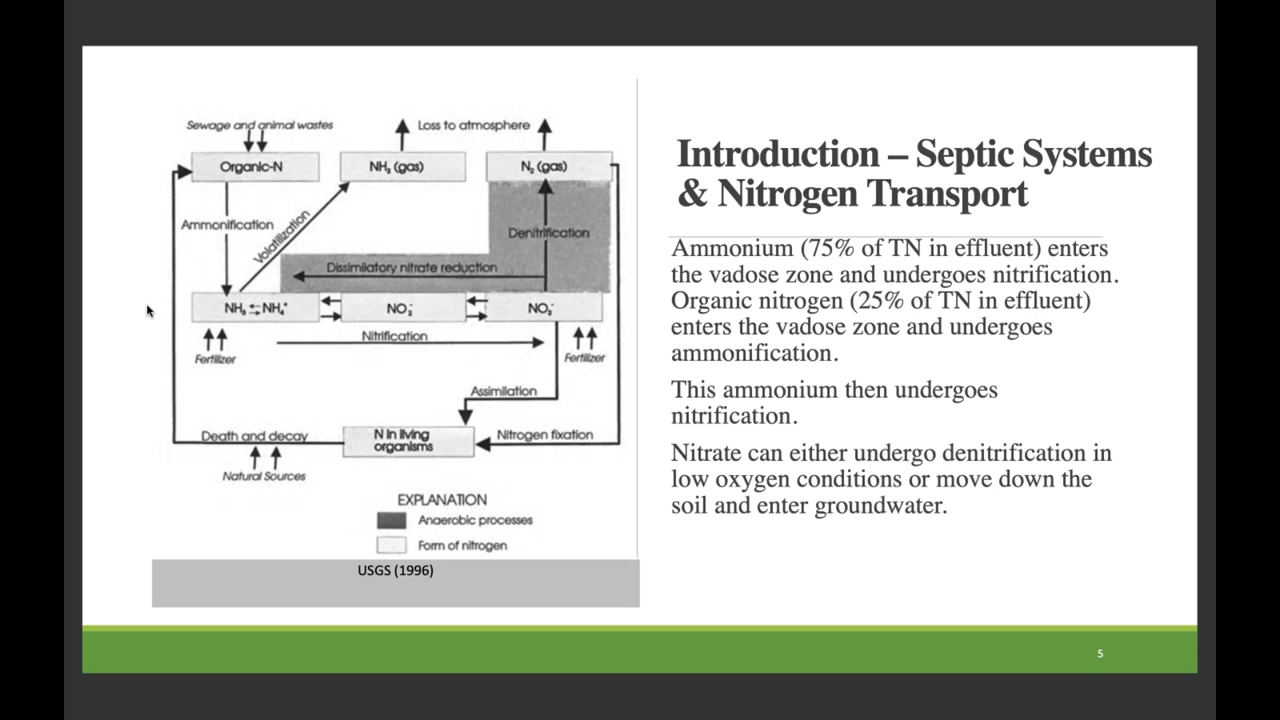 Sewage and animal wastes
Loss to atmosphere
Organic-N
NH₃ (gas)
N₂ (gas)
Ammonification
Volatilization
Denitrification
Dissimilatory nitrate reduction
NH₃ ⇆ NH₄⁺
NO₂⁻
NO₃⁻
Nitrification
Fertilizer
Fertilizer
Assimilation
Death and decay
N in living
organisms
Nitrogen fixation
Natural Sources
EXPLANATION
Anaerobic processes
Form of nitrogen
USGS (1996)
Introduction – Septic Systems
& Nitrogen Transport
Ammonium (75% of TN in effluent) enters
the vadose zone and undergoes nitrification.
Organic nitrogen (25% of TN in effluent)
enters the vadose zone and undergoes
ammonification.
This ammonium then undergoes
nitrification.
Nitrate can either undergo denitrification in
low oxygen conditions or move down the
soil and enter groundwater.
5